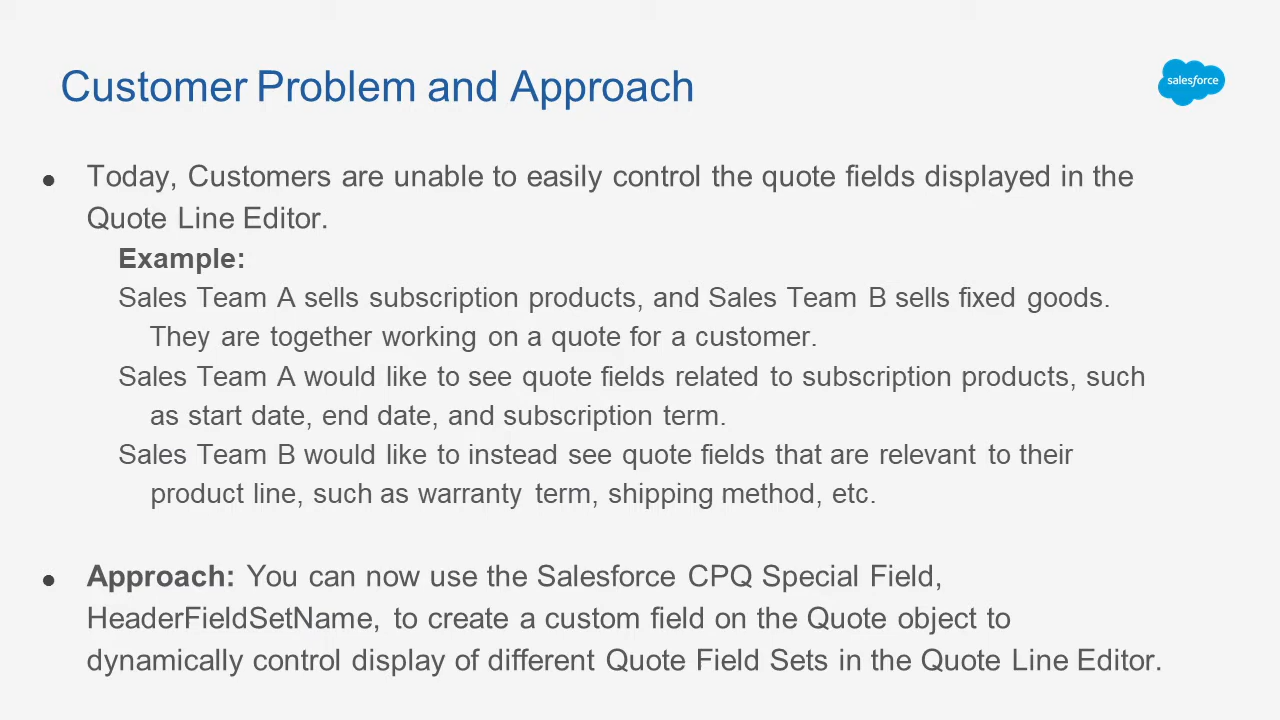 Customer Problem and Approach
salesforce
● Today, Customers are unable to easily control the quote fields displayed in the
Quote Line Editor.
Example:
Sales Team A sells subscription products, and Sales Team B sells fixed goods.
They are together working on a quote for a customer.
Sales Team A would like to see quote fields related to subscription products, such
as start date, end date, and subscription term.
Sales Team B would like to instead see quote fields that are relevant to their
product line, such as warranty term, shipping method, etc.
● Approach: You can now use the Salesforce CPQ Special Field,
HeaderFieldSetName, to create a custom field on the Quote object to
dynamically control display of different Quote Field Sets in the Quote Line Editor.